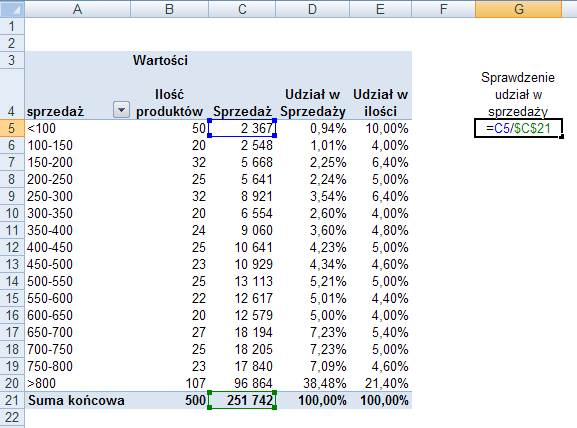 A B C D E F G
1
2
3 Wartości
Sprawdzenie
Ilość Udział w Udział w udział w
4 sprzedaż produktów Sprzedaż Sprzedaży ilości sprzedaży
5 <100 50 2 367 0,94% 10,00% =C5/$C$21
6 100-150 20 2 548 1,01% 4,00%
7 150-200 32 5 668 2,25% 6,40%
8 200-250 25 5 641 2,24% 5,00%
9 250-300 32 8 921 3,54% 6,40%
10 300-350 20 6 554 2,60% 4,00%
11 350-400 24 9 060 3,60% 4,80%
12 400-450 25 10 641 4,23% 5,00%
13 450-500 23 10 929 4,34% 4,60%
14 500-550 25 13 113 5,21% 5,00%
15 550-600 22 12 617 5,01% 4,40%
16 600-650 20 12 579 5,00% 4,00%
17 650-700 27 18 194 7,23% 5,40%
18 700-750 25 18 205 7,23% 5,00%
19 750-800 23 17 840 7,09% 4,60%
20 >800 107 96 864 38,48% 21,40%
21 Suma końcowa 500 251 742 100,00% 100,00%
22